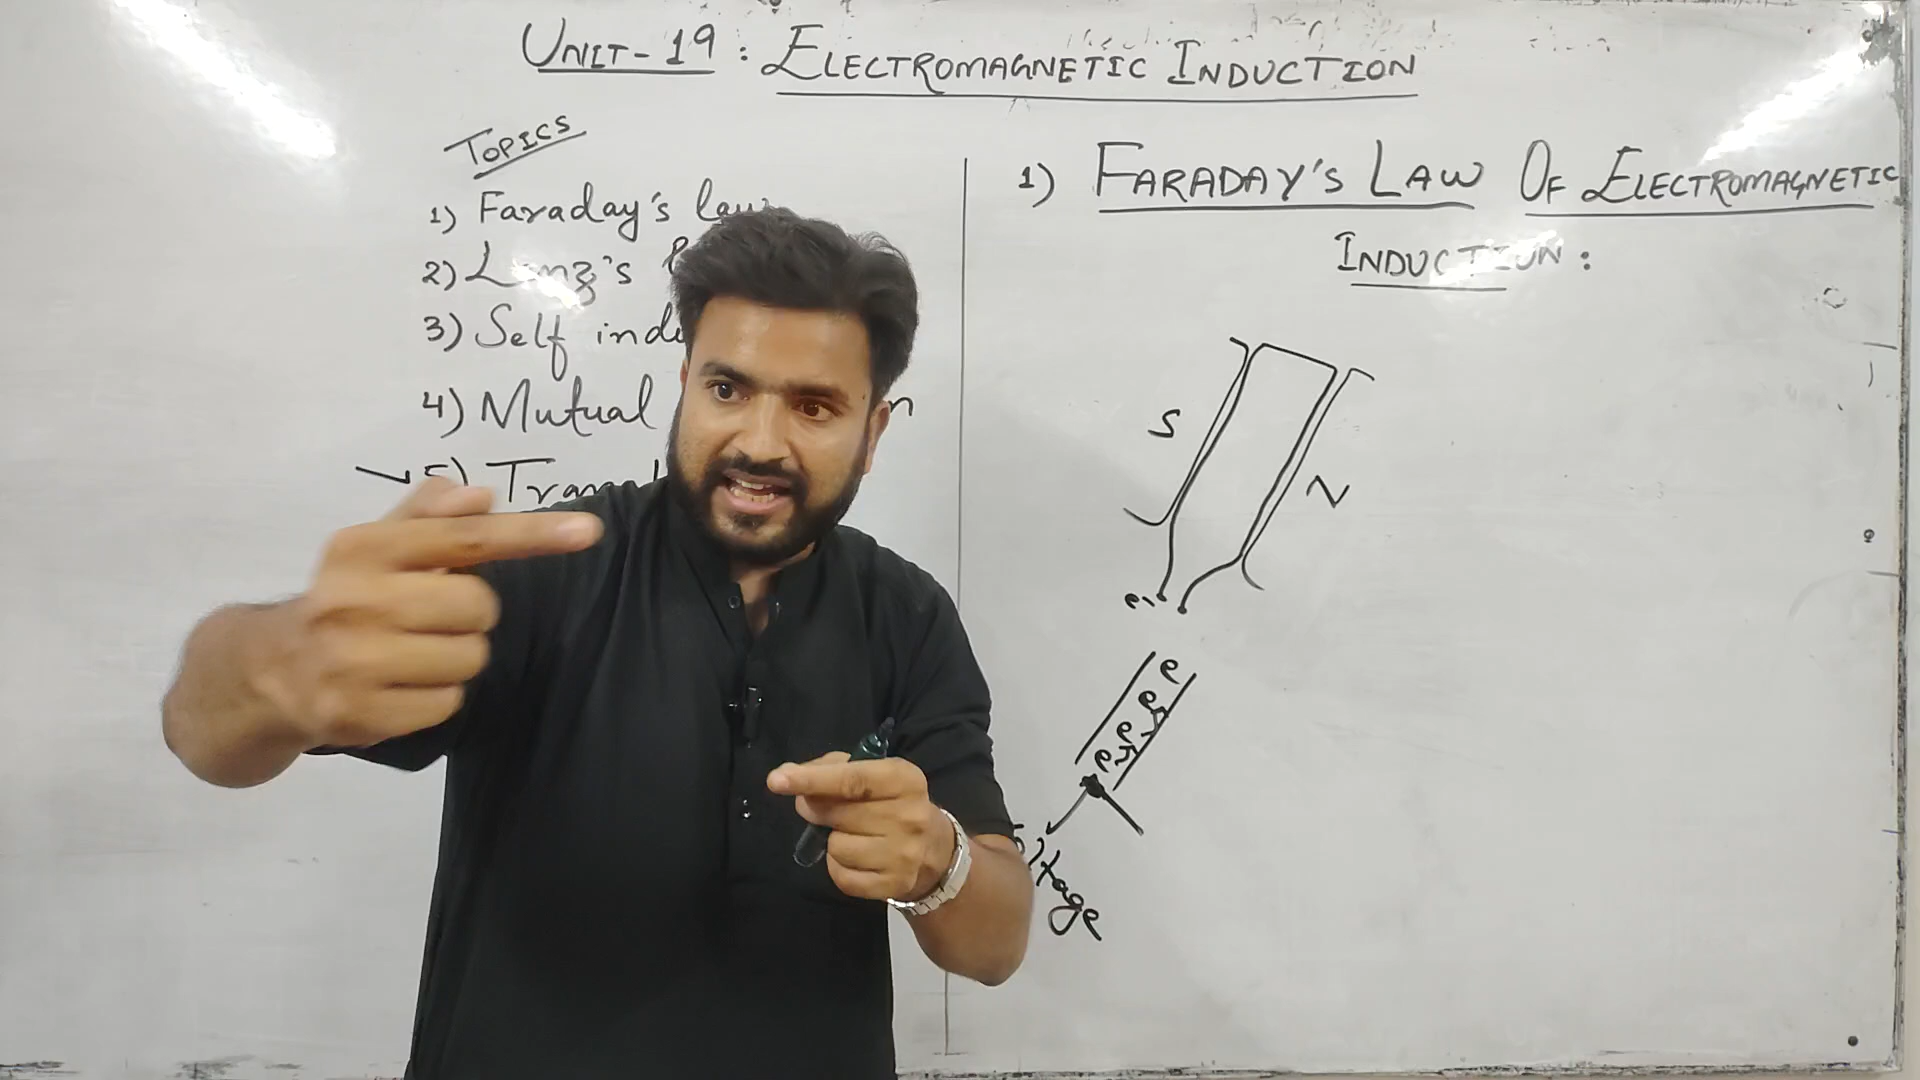 UNIT-19: ELECTROMAGNETIC INDUCTION
TOPICS
1) Faraday's law
2) Lenz's
3) Self
4) Mutual
5)
1) FARADAY'S LAW OF ELECTROMAGNETIC
INDUCTION:
S
N
e
e
e
e
e